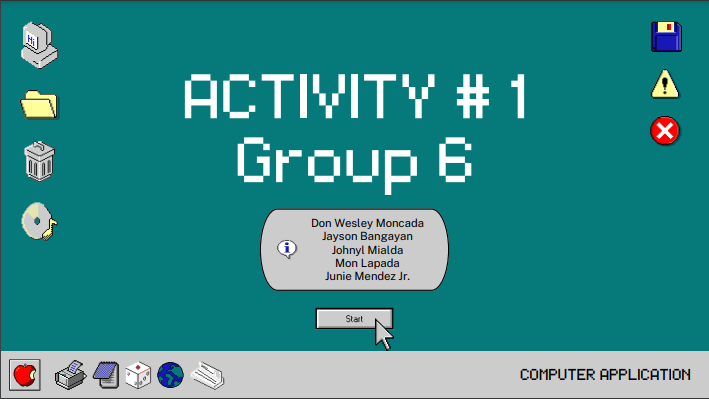 Hi
ACTIVITY # 1
Group 6
Don Wesley Moncada
Jayson Bangayan
Johnyl Mialda
Mon Lapada
Junie Mendez Jr.
Start
COMPUTER APPLICATION